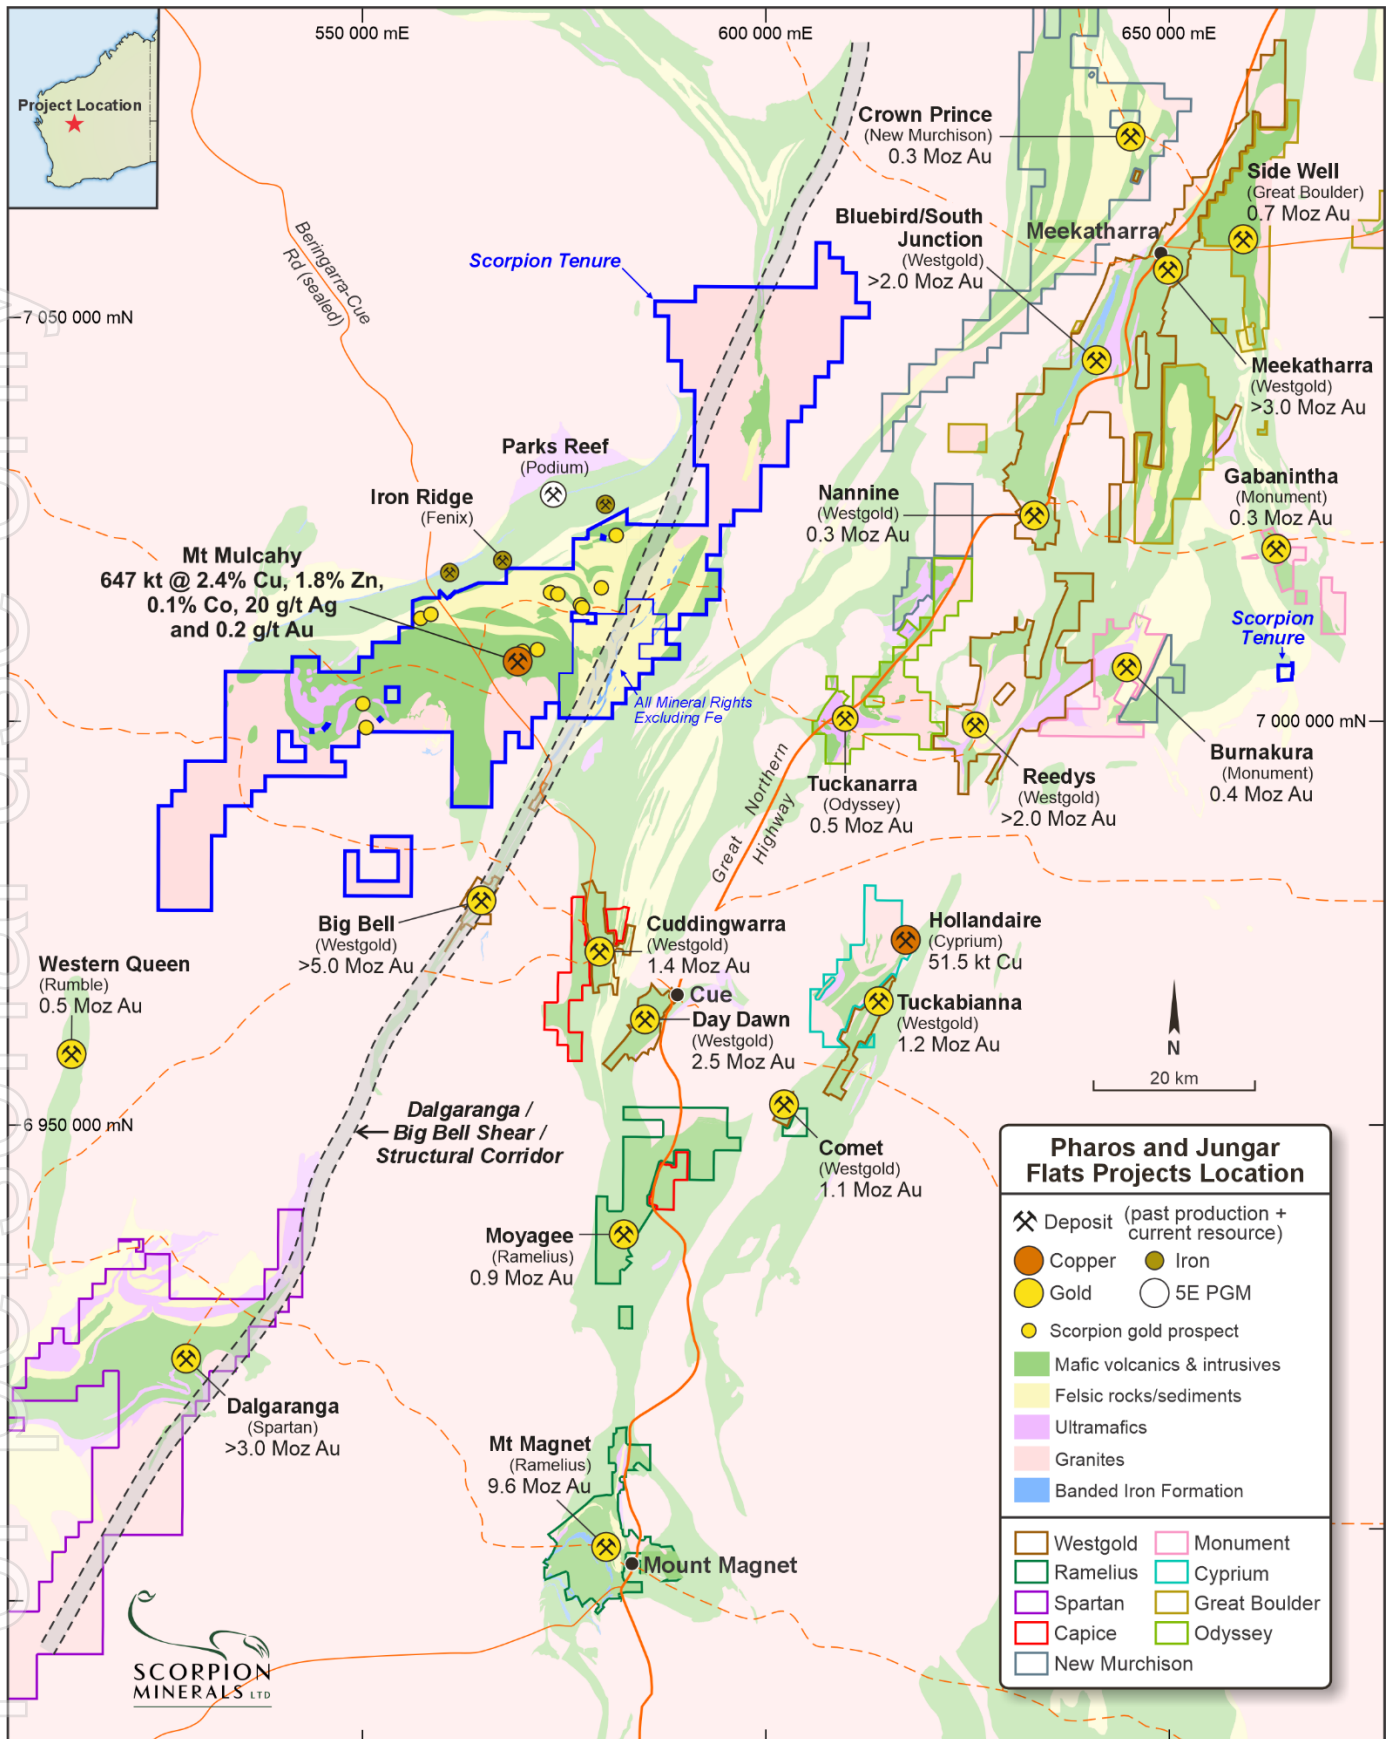 550 000 mE
600 000 mE
650 000 mE
Project Location
Crown Prince
(New Murchison)
0.3 Moz Au
Side Well
(Great Boulder)
0.7 Moz Au
Bluebird/South
Junction
(Westgold)
>2.0 Moz Au
Meekatharra
Beringarra-Cue
Rd (sealed)
Scorpion Tenure
7 050 000 mN
Meekatharra
(Westgold)
>3.0 Moz Au
Parks Reef
(Podium)
Iron Ridge
(Fenix)
Nannine
(Westgold)
0.3 Moz Au
Gabanintha
(Monument)
0.3 Moz Au
Mt Mulcahy
647 kt @ 2.4% Cu, 1.8% Zn,
0.1% Co, 20 g/t Ag
and 0.2 g/t Au
Scorpion
Tenure
All Mineral Rights
Excluding Fe
7 000 000 mN
Great Northern
Highway
Tuckanarra
(Odyssey)
0.5 Moz Au
Reedys
(Westgold)
>2.0 Moz Au
Burnakura
(Monument)
0.4 Moz Au
Big Bell
(Westgold)
>5.0 Moz Au
Cuddingwarra
(Westgold)
1.4 Moz Au
Hollandaire
(Cyprium)
51.5 kt Cu
Western Queen
(Rumble)
0.5 Moz Au
Cue
Day Dawn
(Westgold)
2.5 Moz Au
Tuckabianna
(Westgold)
1.2 Moz Au
N
20 km
6 950 000 mN
Dalgaranga /
Big Bell Shear /
Structural Corridor
Comet
(Westgold)
1.1 Moz Au
Moyagee
(Ramelius)
0.9 Moz Au
Dalgaranga
(Spartan)
>3.0 Moz Au
Mt Magnet
(Ramelius)
9.6 Moz Au
Mount Magnet
Pharos and Jungar
Flats Projects Location
Deposit (past production +
current resource)
Copper Iron
Gold 5E PGM
Scorpion gold prospect
Mafic volcanics & intrusives
Felsic rocks/sediments
Ultramafics
Granites
Banded Iron Formation
Westgold Monument
Ramelius Cyprium
Spartan Great Boulder
Capice Odyssey
New Murchison
SCORPION
MINERALS LTD